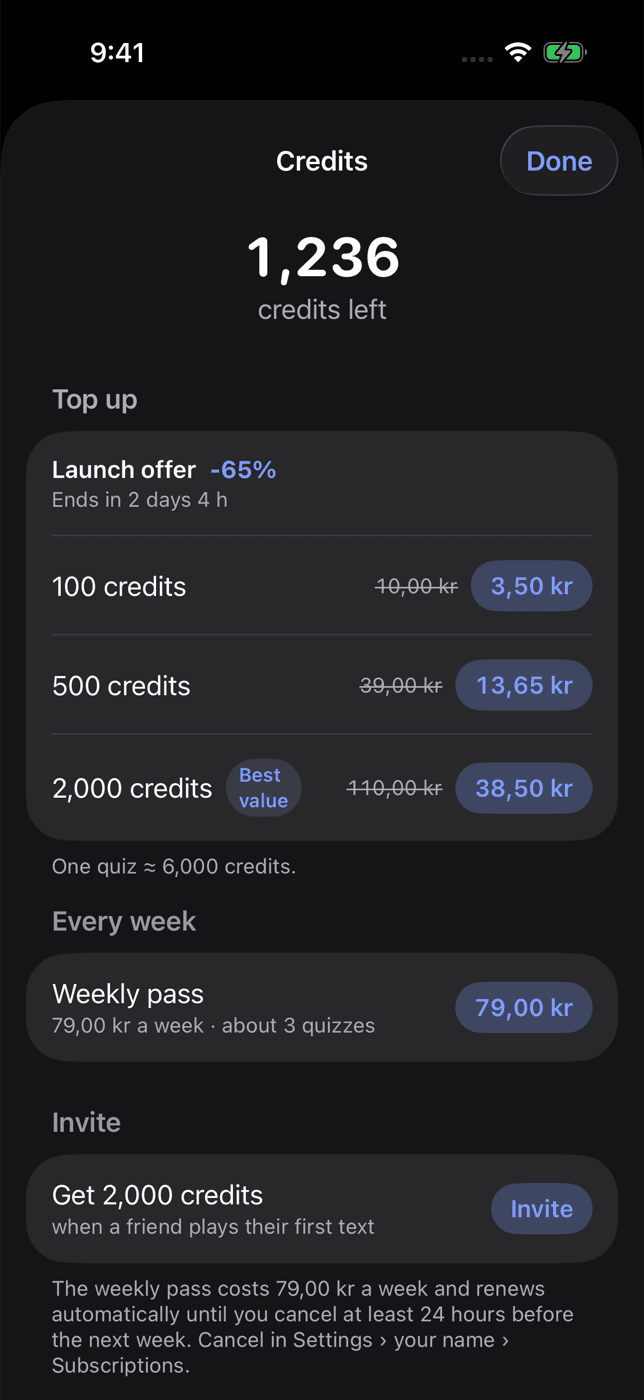 9:41
Credits
Done
1,236
credits left
Top up
Launch offer -65%
Ends in 2 days 4 h
100 credits 10,00 kr 3,50 kr
500 credits 39,00 kr 13,65 kr
2,000 credits Best value 110,00 kr 38,50 kr
One quiz ≈ 6,000 credits.
Every week
Weekly pass
79,00 kr a week · about 3 quizzes
79,00 kr
Invite
Get 2,000 credits
when a friend plays their first text
Invite
The weekly pass costs 79,00 kr a week and renews
automatically until you cancel at least 24 hours before
the next week. Cancel in Settings › your name ›
Subscriptions.